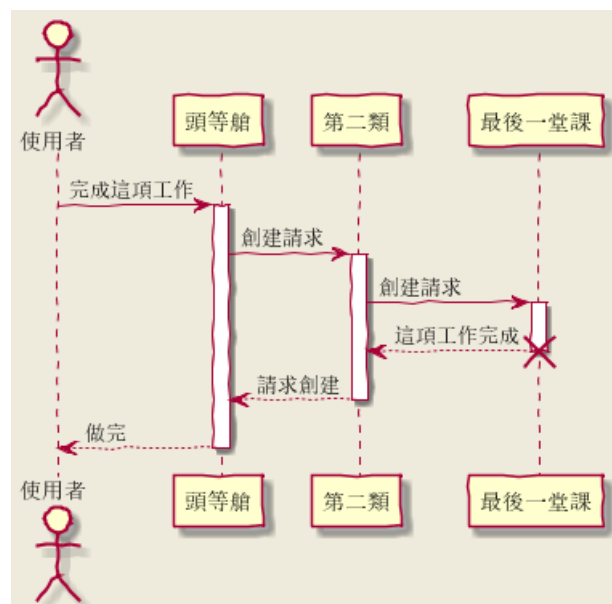 使用者
頭等艙
第二類
最後一堂課
完成這項工作
創建請求
創建請求
這項工作完成
請求創建
做完
使用者
頭等艙
第二類
最後一堂課